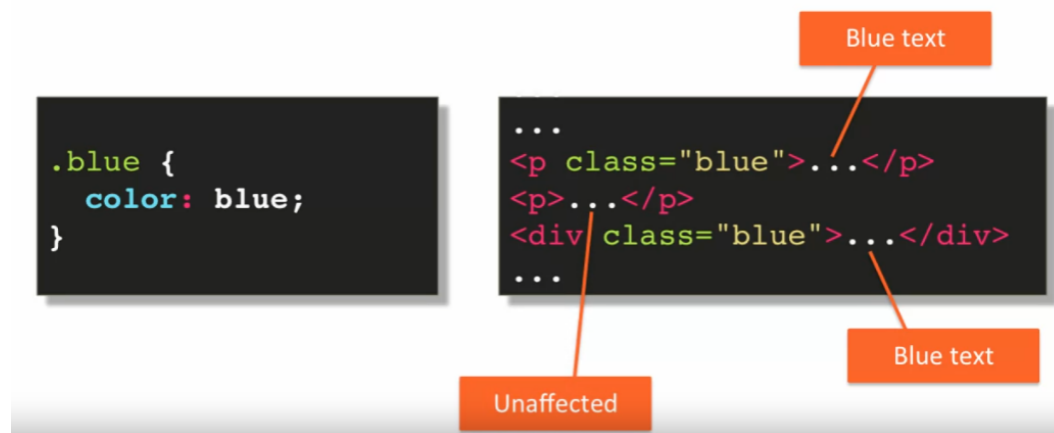 Blue text
.blue {
  color: blue;
}
...
...
<p class="blue">...</p>
<p>...</p>
<div class="blue">...</div>
...
Blue text
Unaffected